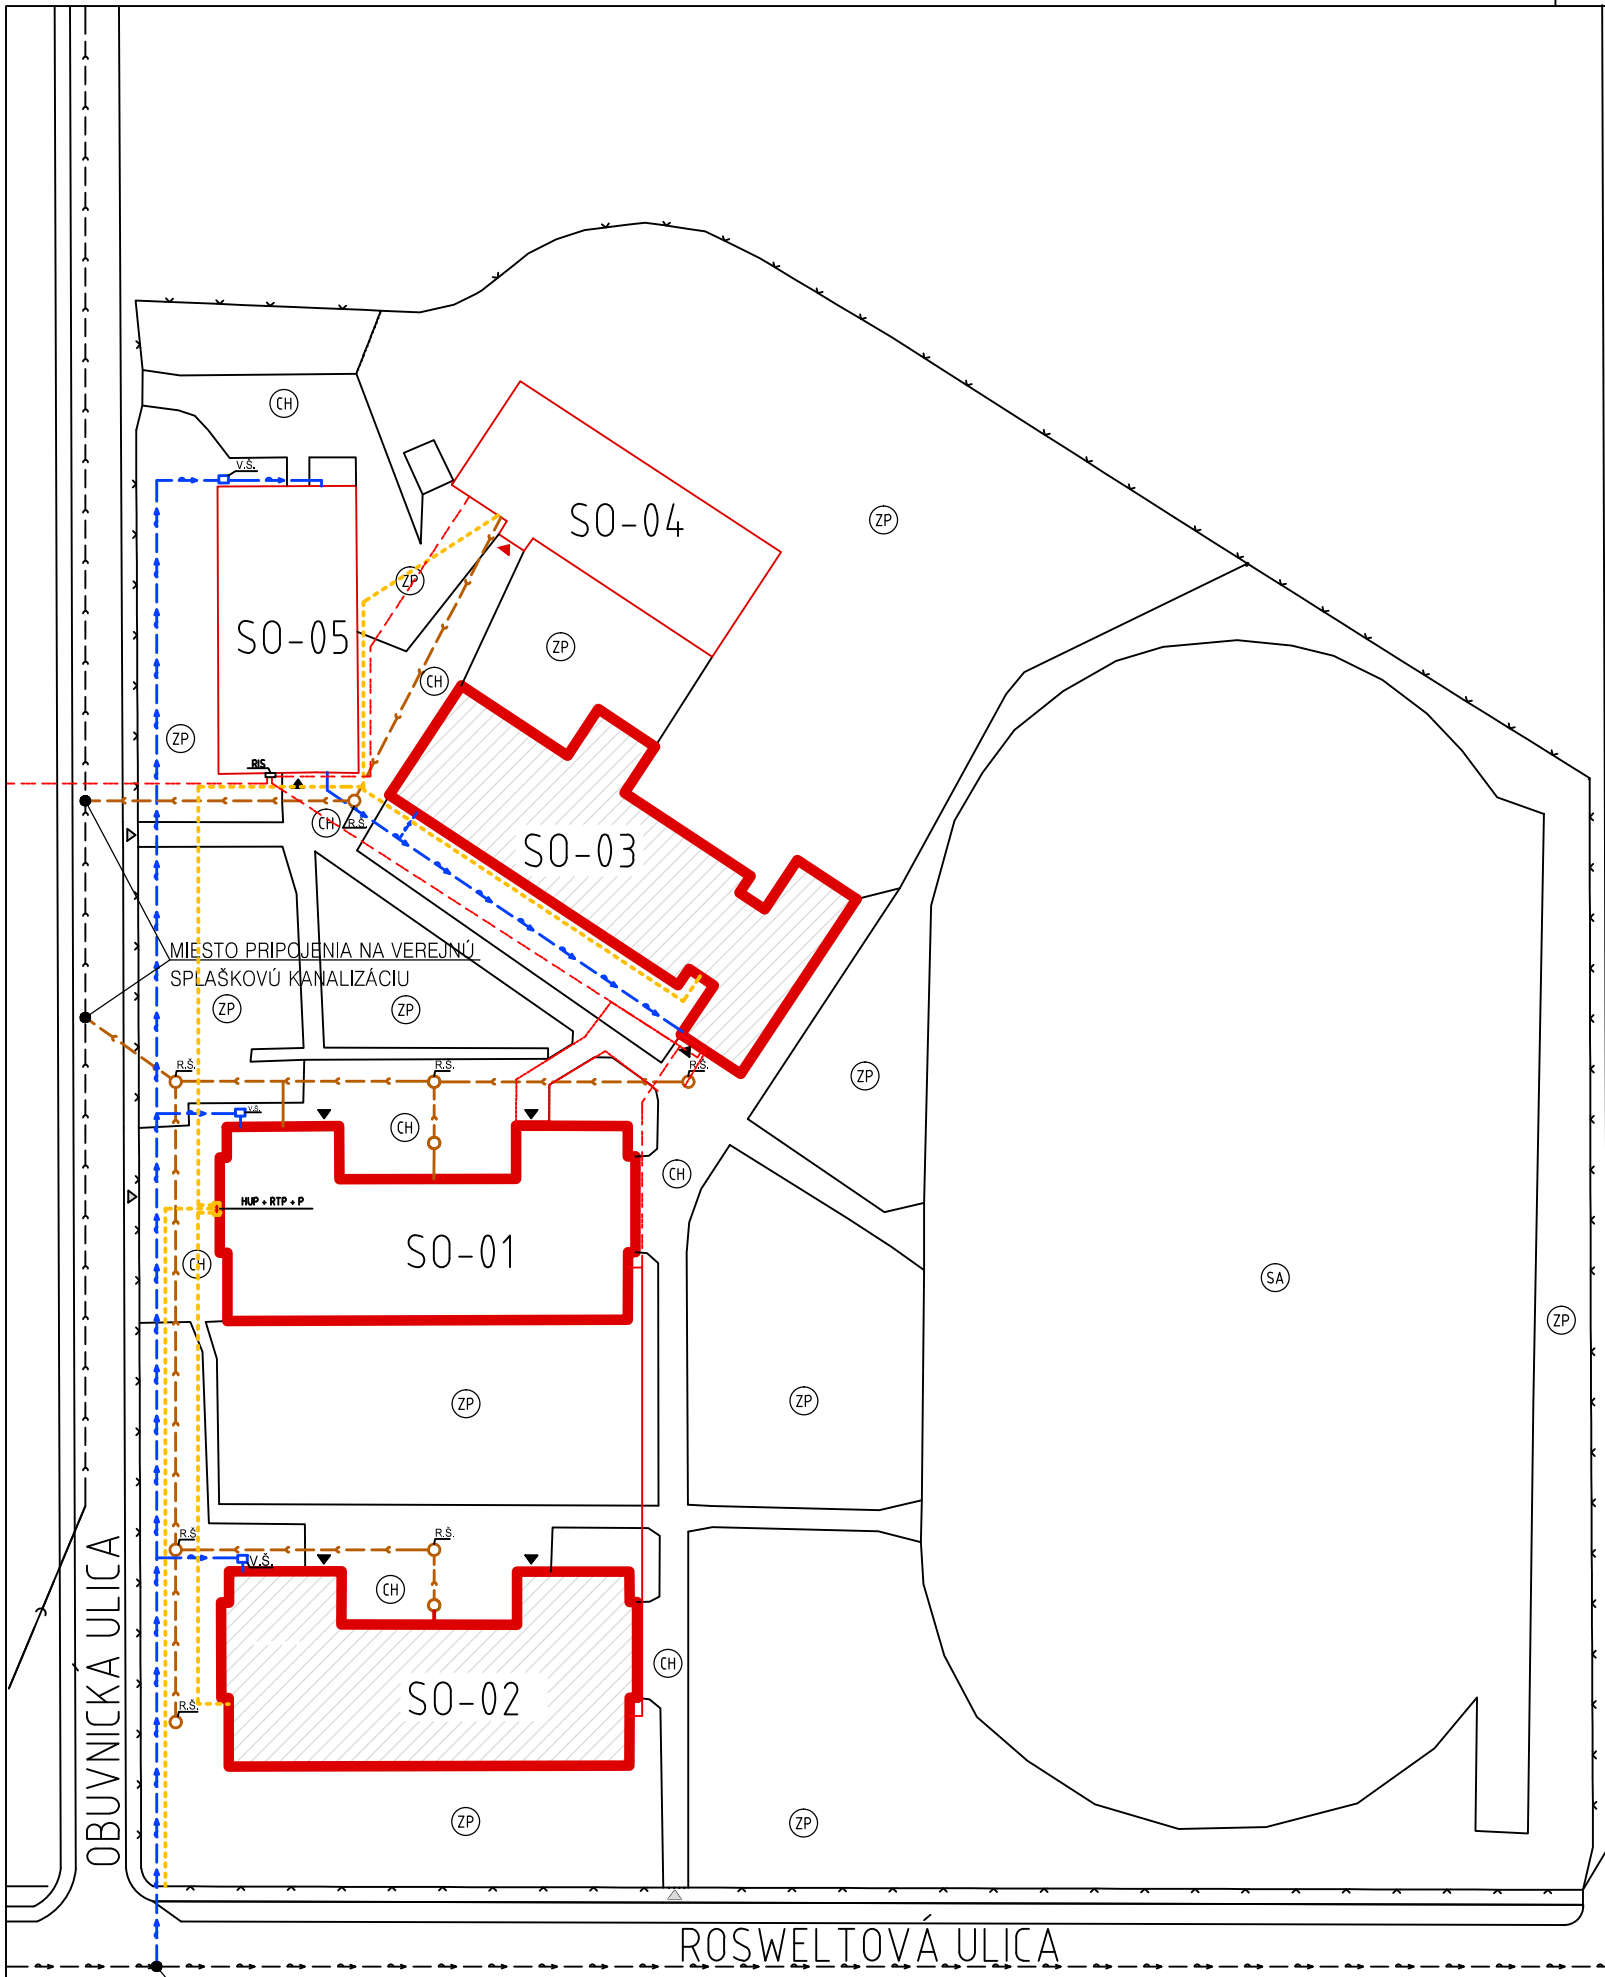 CH
V.Š.
SO-04
ZP
ZP
SO-05
ZP
CH
ZP
RIS
CH
R.Š.
SO-03
MIESTO PRIPOJENIA NA VEREJNÚ
SPLAŠKOVÚ KANALIZÁCIU
ZP
ZP
R.Š.
R.Š.
R.Š.
ZP
V.Š.
CH
CH
HUP + RTP + P
SO-01
CH
SA
ZP
ZP
ZP
R.Š.
R.Š.
V.Š.
CH
CH
SO-02
R.Š.
OBUVNICKA ULICA
ZP
ZP
ROSWELTOVA ULICA